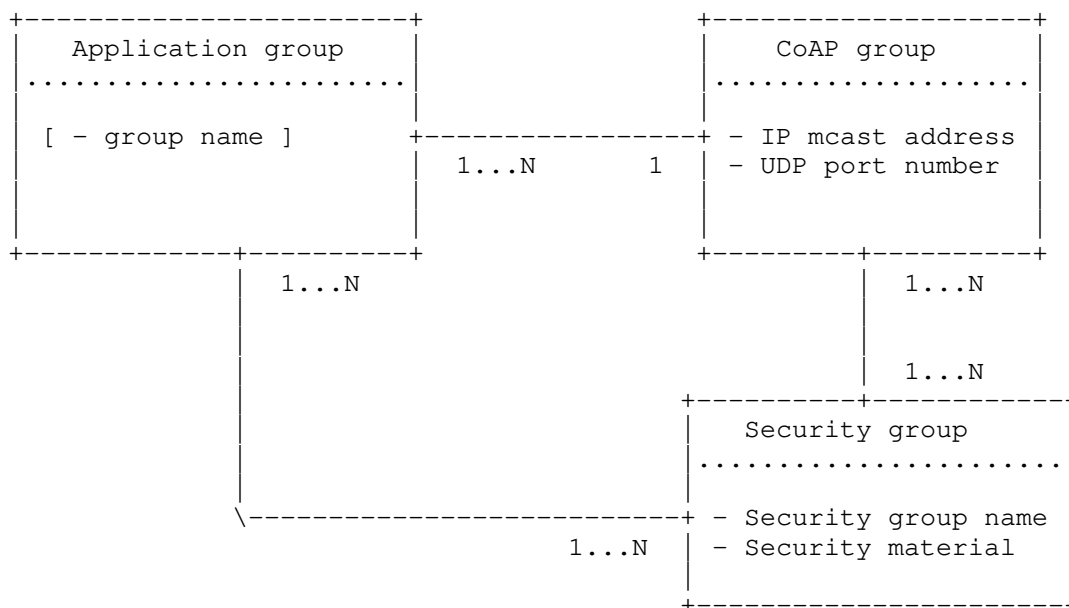 Application group
CoAP group
[ - group name ]
- IP mcast address
1...N
1
- UDP port number
1...N
1...N
1...N
Security group
- Security group name
1...N
- Security material